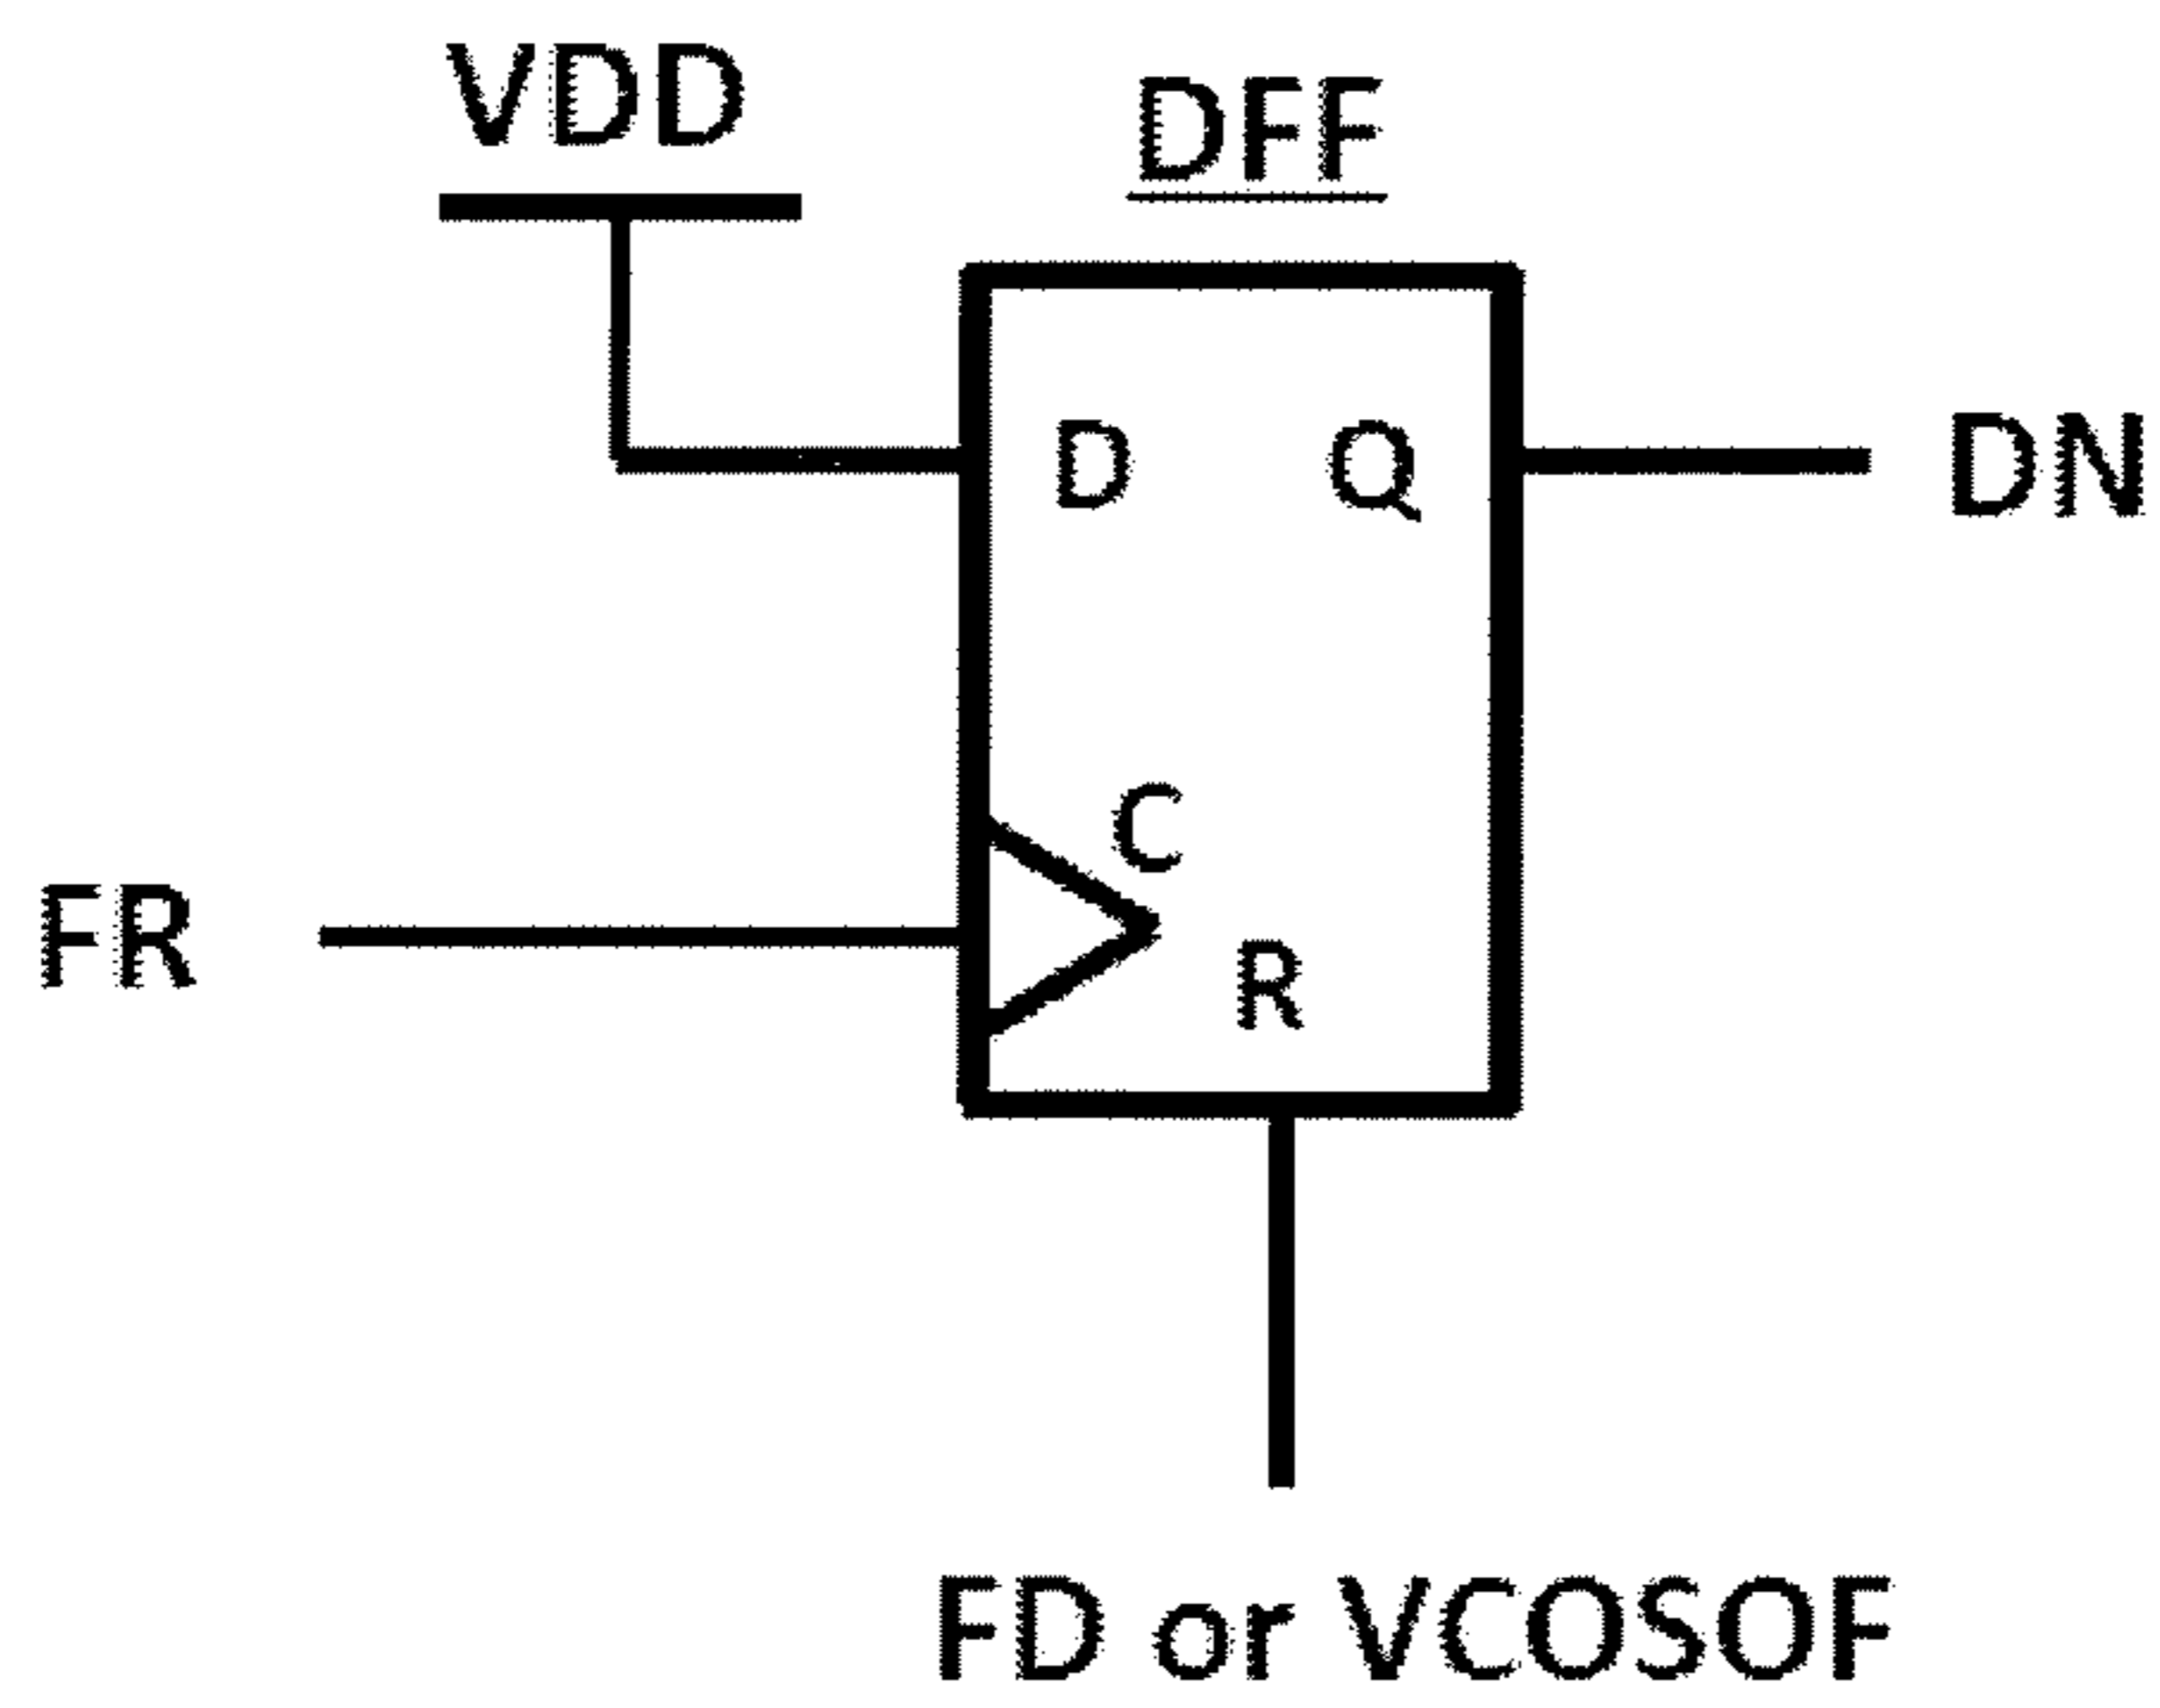 VDD
DFF
D
Q
DN
C
FR
R
FD or VCOSOF